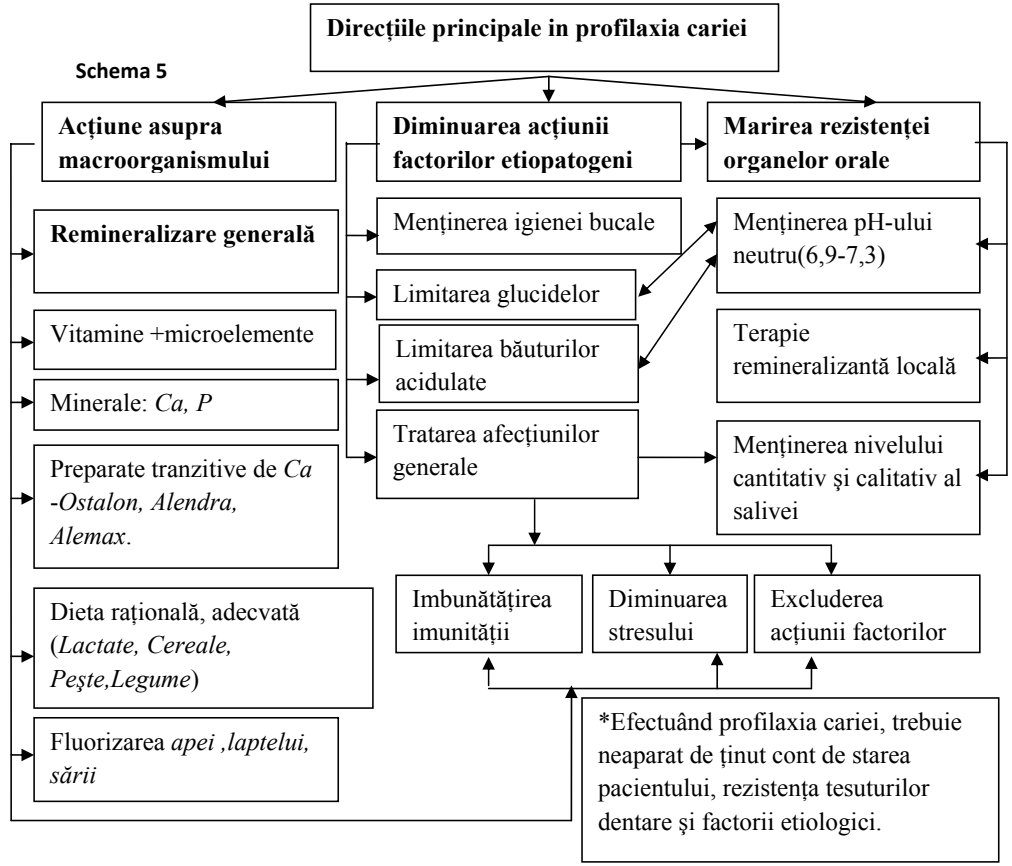 Direcțiile principale in profilaxia cariei
Schema 5
Acțiune asupra
macroorganismului
Diminuarea acțiunii
factorilor etiopatogeni
Marirea rezistenței
organelor orale
Remineralizare generală
Vitamine +microelemente
Minerale: Ca, P
Preparate tranzitive de Ca
-Ostalon, Alendra,
Alemax.
Dieta rațională, adecvată
(Lactate, Cereale,
Peşte,Legume)
Fluorizarea apei ,laptelui,
sării
Menținerea igienei bucale
Limitarea glucidelor
Limitarea băuturilor
acidulate
Tratarea afecțiunilor
generale
Menținerea pH-ului
neutru(6,9-7,3)
Terapie
remineralizantă locală
Menținerea nivelului
cantitativ şi calitativ al
salivei
Imbunătățirea
imunității
Diminuarea
stresului
Excluderea
acțiunii factorilor
*Efectuând profilaxia cariei, trebuie
neaparat de ținut cont de starea
pacientului, rezistența tesuturilor
dentare şi factorii etiologici.